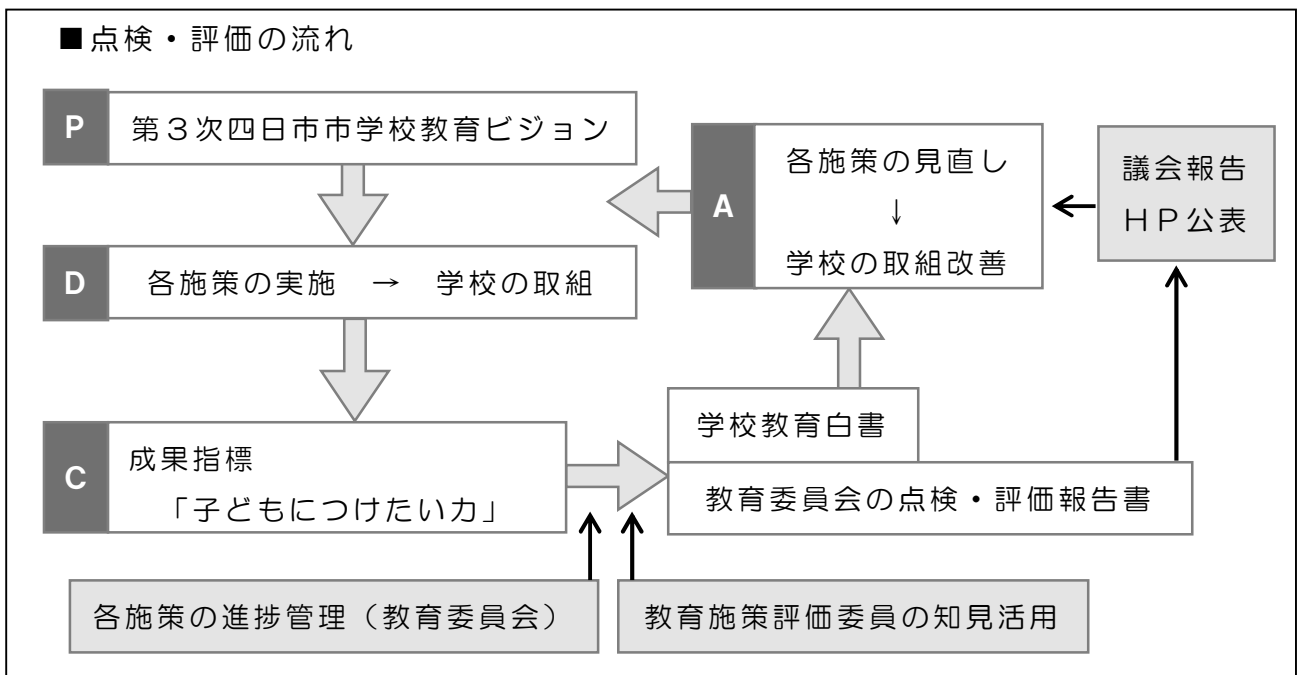 ■点検・評価の流れ
P 第３次四日市市学校教育ビジョン
D 各施策の実施 → 学校の取組
C 成果指標
「子どもにつけたい力」
各施策の進捗管理（教育委員会）
教育施策評価委員の知見活用
学校教育白書
教育委員会の点検・評価報告書
A 各施策の見直し
↓
学校の取組改善
議会報告
ＨＰ公表